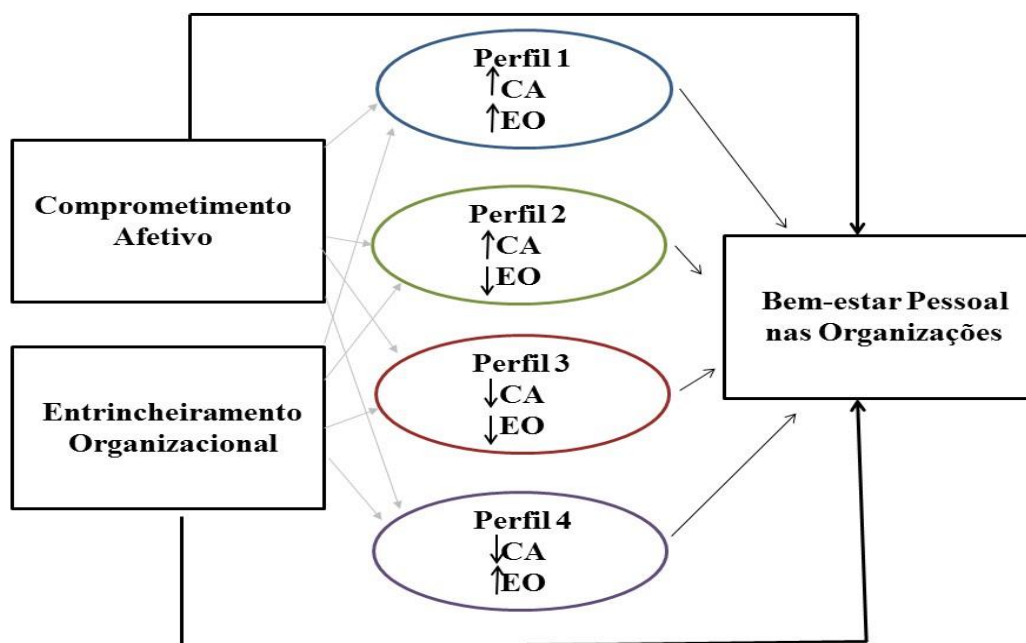 Perfil 1
↑CA
↑EO
Comprometimento
Afetivo
Perfil 2
↑CA
↓EO
Entrincheiramento
Organizacional
Perfil 3
↓CA
↓EO
Perfil 4
↓CA
↑EO
Bem-estar Pessoal
nas Organizações